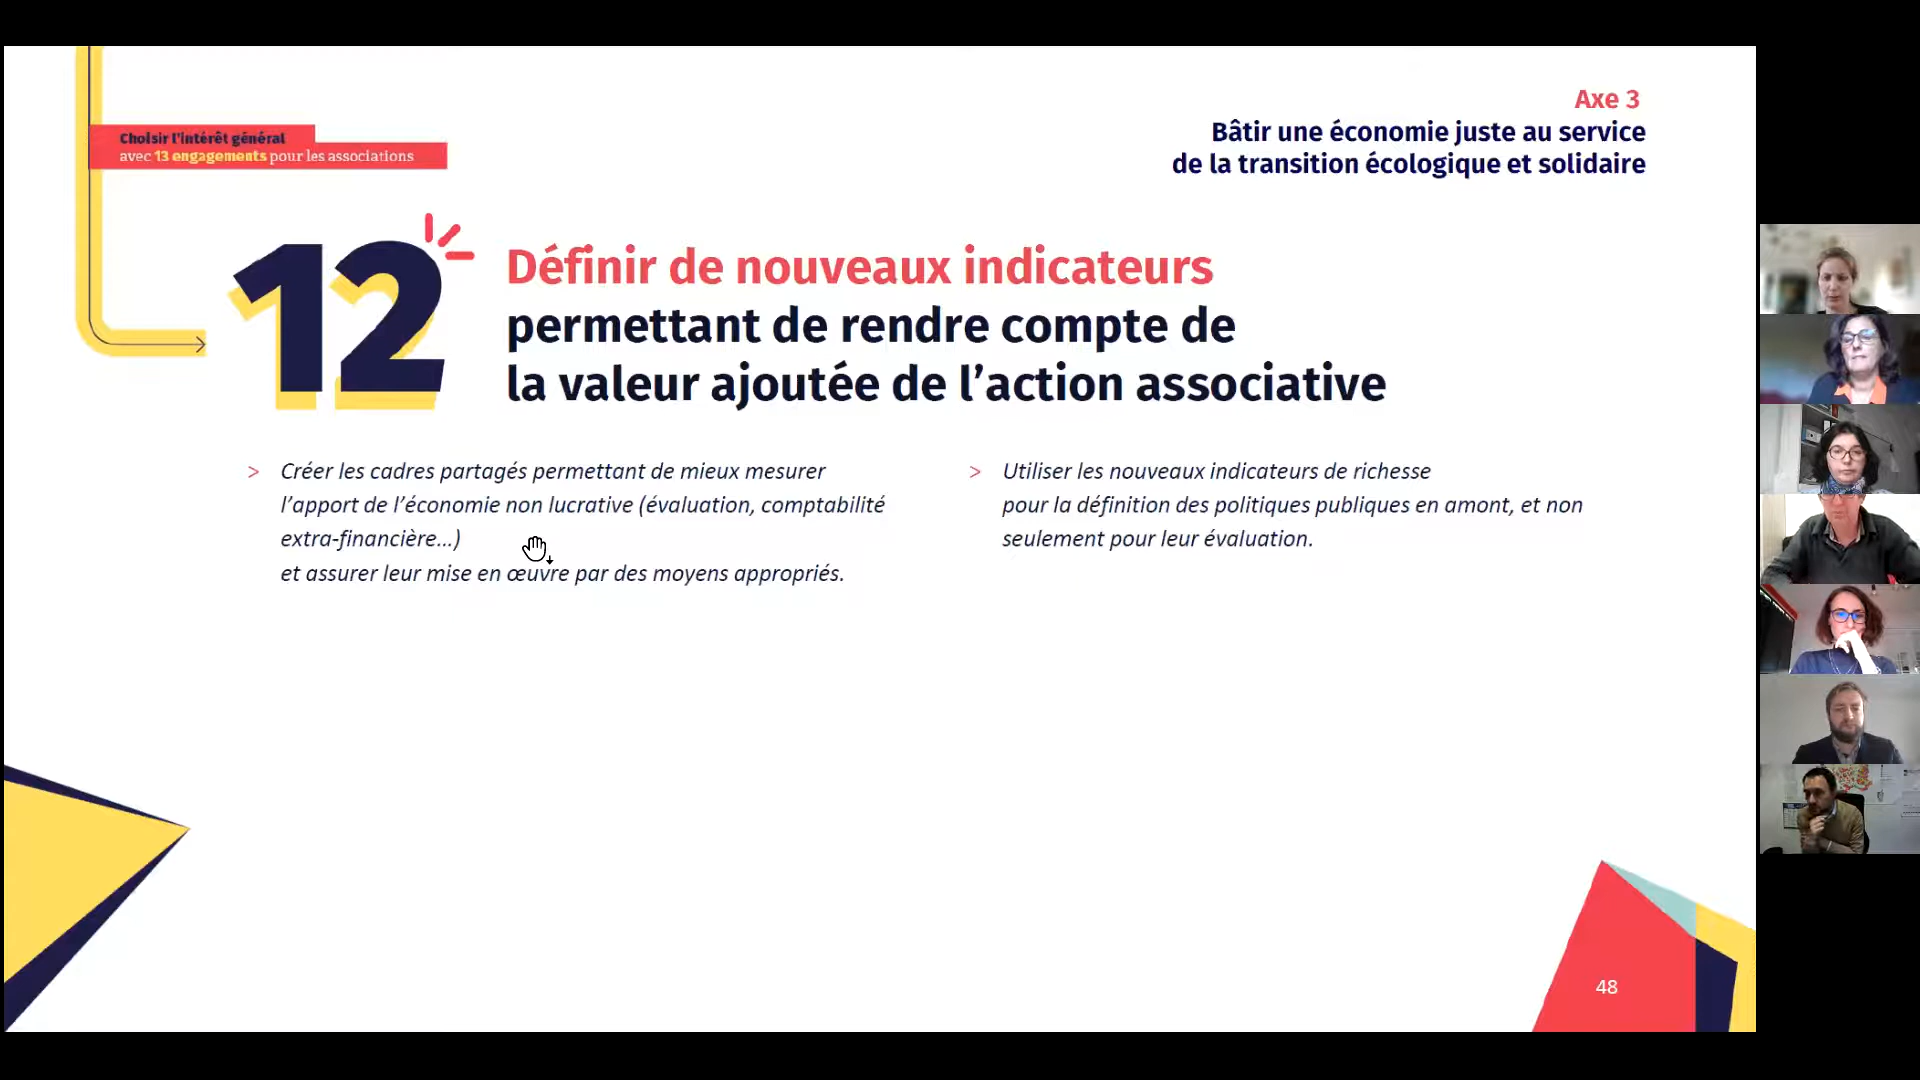 Choisir l'intérêt général
avec 13 engagements pour les associations
Axe 3
Bâtir une économie juste au service
de la transition écologique et solidaire
12
Définir de nouveaux indicateurs
permettant de rendre compte de
la valeur ajoutée de l'action associative
> Créer les cadres partagés permettant de mieux mesurer
l'apport de l'économie non lucrative (évaluation, comptabilité
extra-financière...)
et assurer leur mise en œuvre par des moyens appropriés.
> Utiliser les nouveaux indicateurs de richesse
pour la définition des politiques publiques en amont, et non
seulement pour leur évaluation.
48